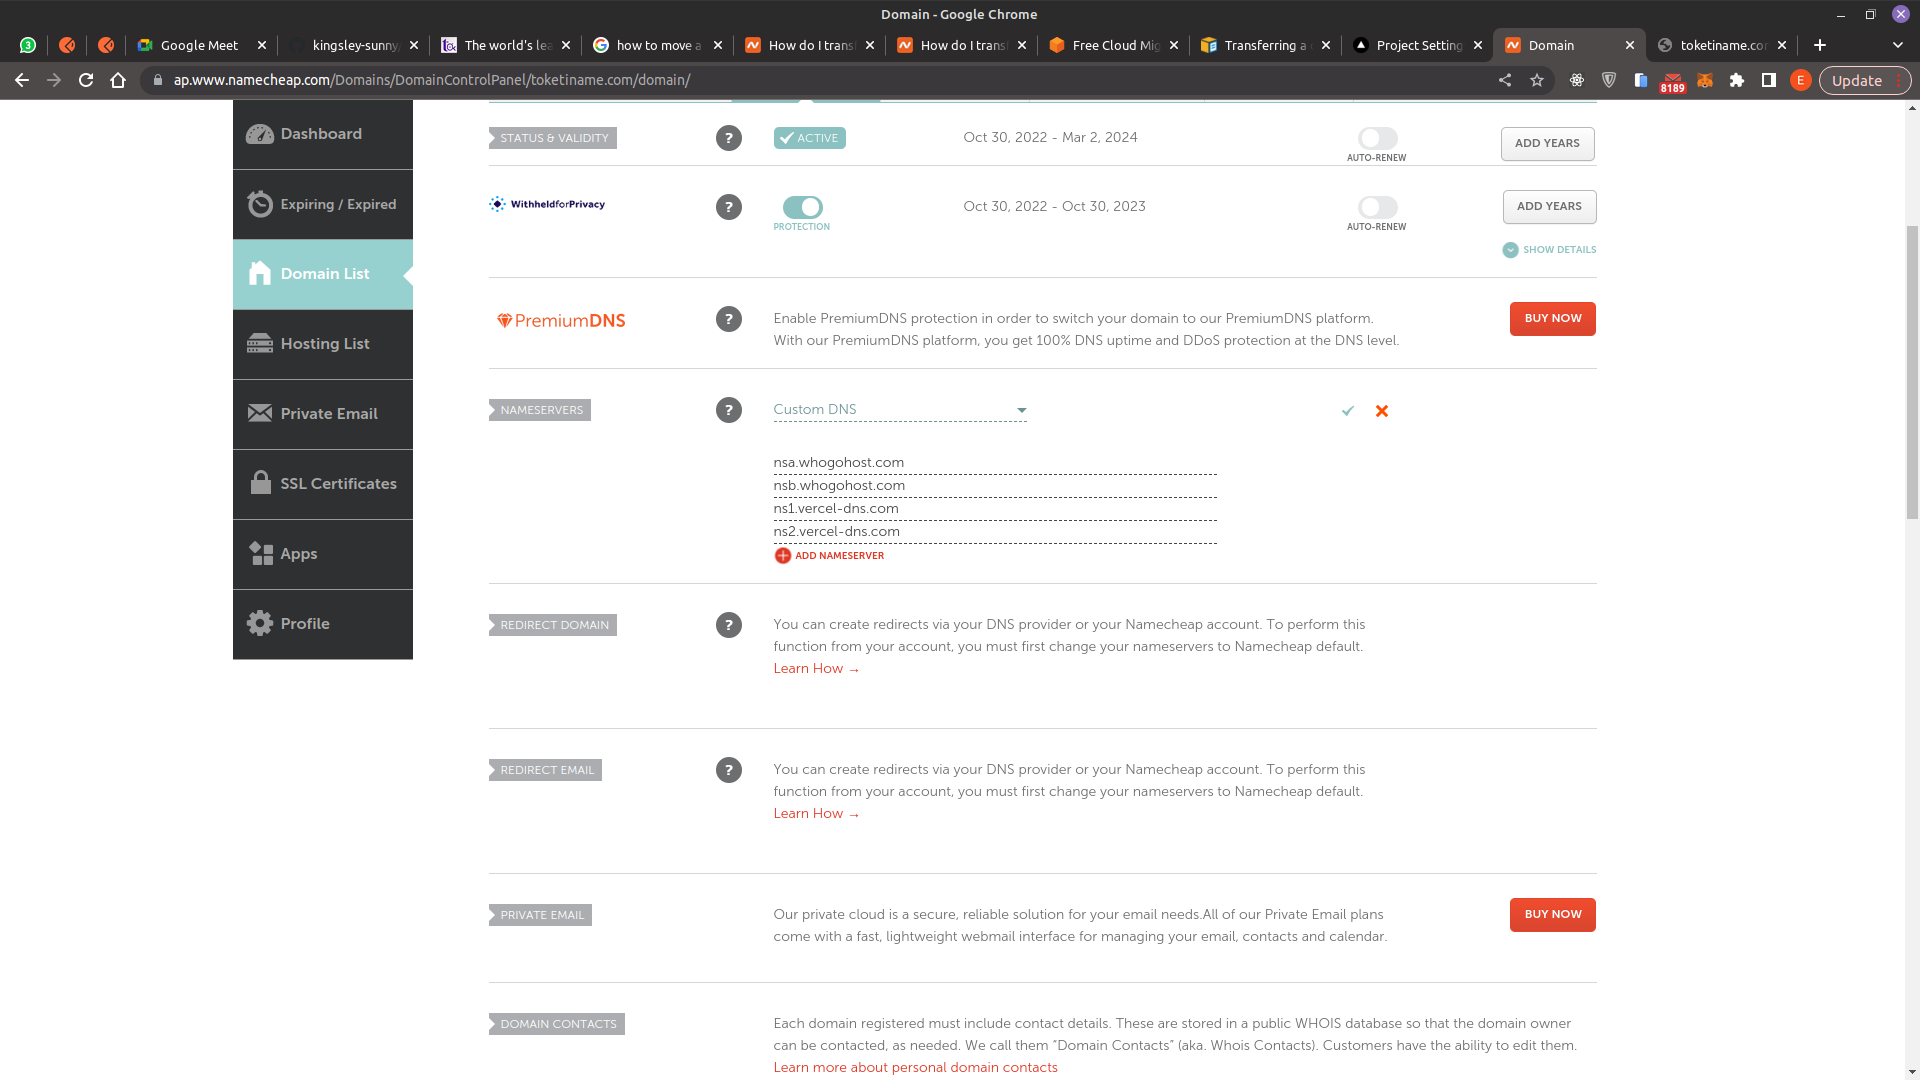 Domain - Google Chrome
3
Google Meet
kingsley-sunny
The world's lea
how to move a
How do I transf
How do I transf
Free Cloud Mig
Transferring a
Project Setting
Domain
toketiname.com
ap.www.namecheap.com/Domains/DomainControlPanel/toketiname.com/domain/
8189
E
Update
Dashboard
Expiring / Expired
Domain List
Hosting List
Private Email
SSL Certificates
Apps
Profile
STATUS & VALIDITY
?
ACTIVE
Oct 30, 2022 - Mar 2, 2024
AUTO-RENEW
ADD YEARS
WithheldforPrivacy
?
PROTECTION
Oct 30, 2022 - Oct 30, 2023
AUTO-RENEW
ADD YEARS
SHOW DETAILS
PremiumDNS
?
Enable PremiumDNS protection in order to switch your domain to our PremiumDNS platform.
With our PremiumDNS platform, you get 100% DNS uptime and DDoS protection at the DNS level.
BUY NOW
NAMESERVERS
?
Custom DNS
nsa.whogohost.com
nsb.whogohost.com
ns1.vercel-dns.com
ns2.vercel-dns.com
ADD NAMESERVER
REDIRECT DOMAIN
?
You can create redirects via your DNS provider or your Namecheap account. To perform this
function from your account, you must first change your nameservers to Namecheap default.
Learn How →
REDIRECT EMAIL
?
You can create redirects via your DNS provider or your Namecheap account. To perform this
function from your account, you must first change your nameservers to Namecheap default.
Learn How →
PRIVATE EMAIL
Our private cloud is a secure, reliable solution for your email needs.All of our Private Email plans
come with a fast, lightweight webmail interface for managing your email, contacts and calendar.
BUY NOW
DOMAIN CONTACTS
Each domain registered must include contact details. These are stored in a public WHOIS database so that the domain owner
can be contacted, as needed. We call them “Domain Contacts” (aka. Whois Contacts). Customers have the ability to edit them.
Learn more about personal domain contacts